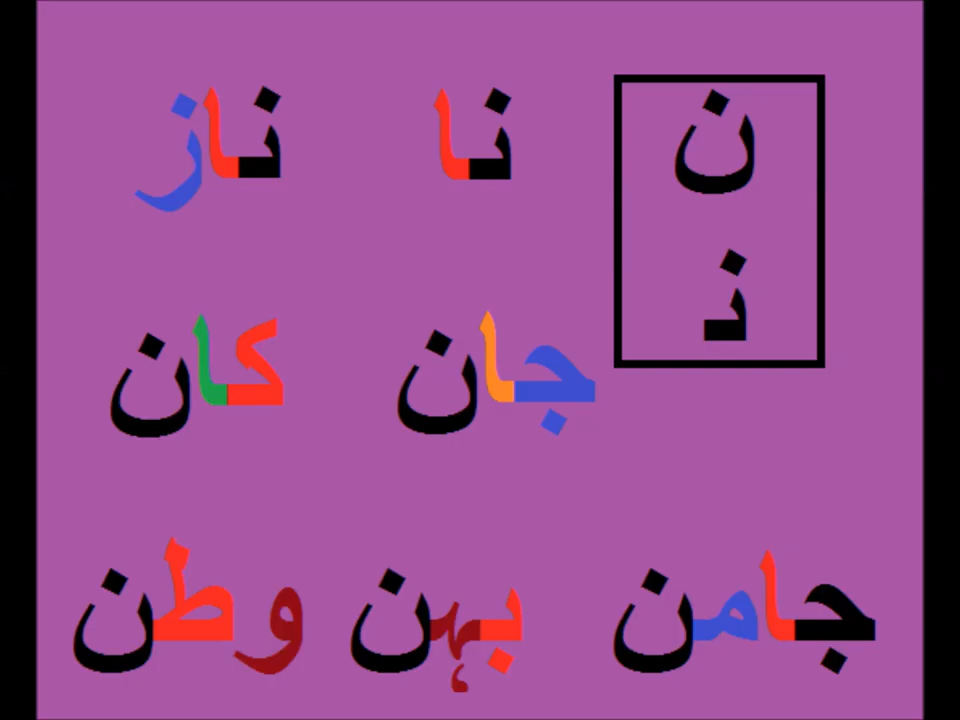 ن نا ناز
نـ
جان کان
جامن بہن وطن